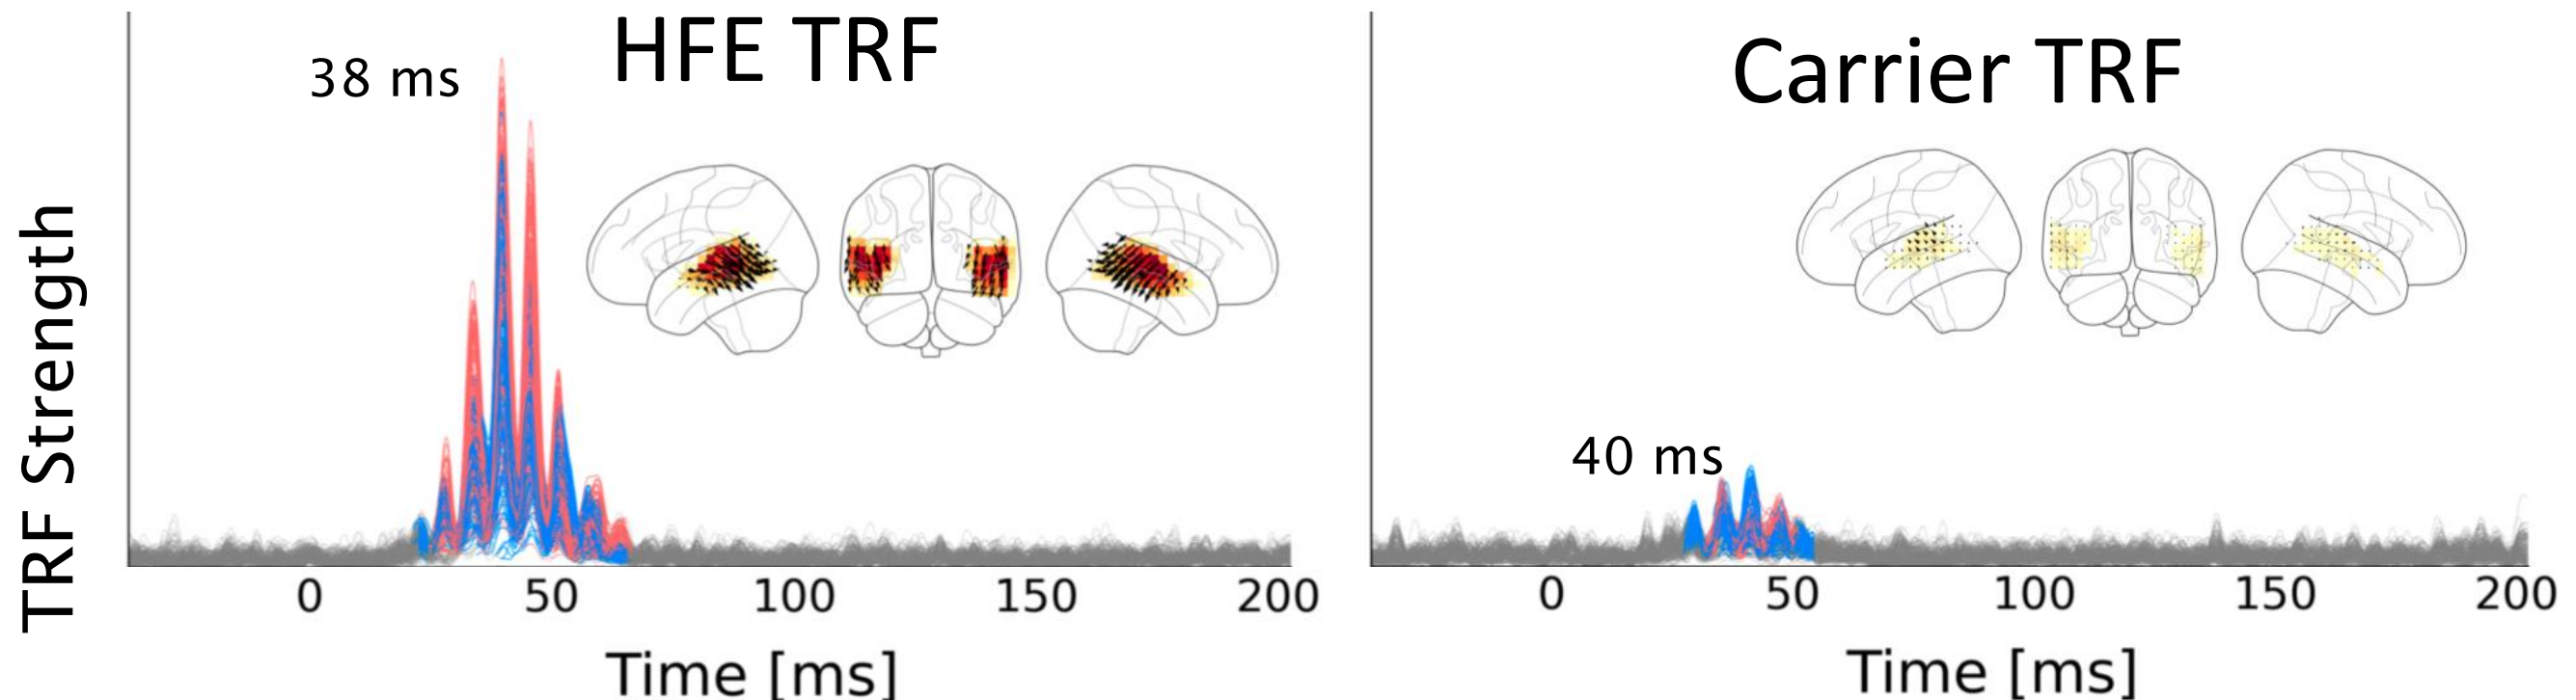 HFE TRF
38 ms
TRF Strength
0 50 100 150 200
Time [ms]
Carrier TRF
40 ms
0 50 100 150 200
Time [ms]